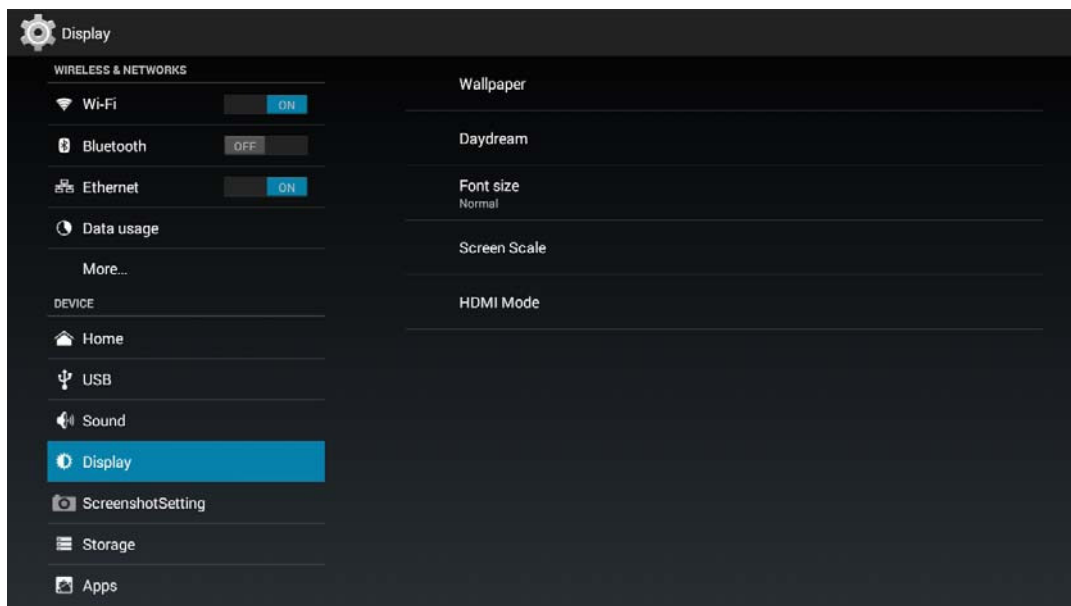 Display
WIRELESS & NETWORKS
Wi-Fi ON
Bluetooth OFF
Ethernet ON
Data usage
More...
DEVICE
Home
USB
Sound
Display
ScreenshotSetting
Storage
Apps
Wallpaper
Daydream
Font size
Normal
Screen Scale
HDMI Mode